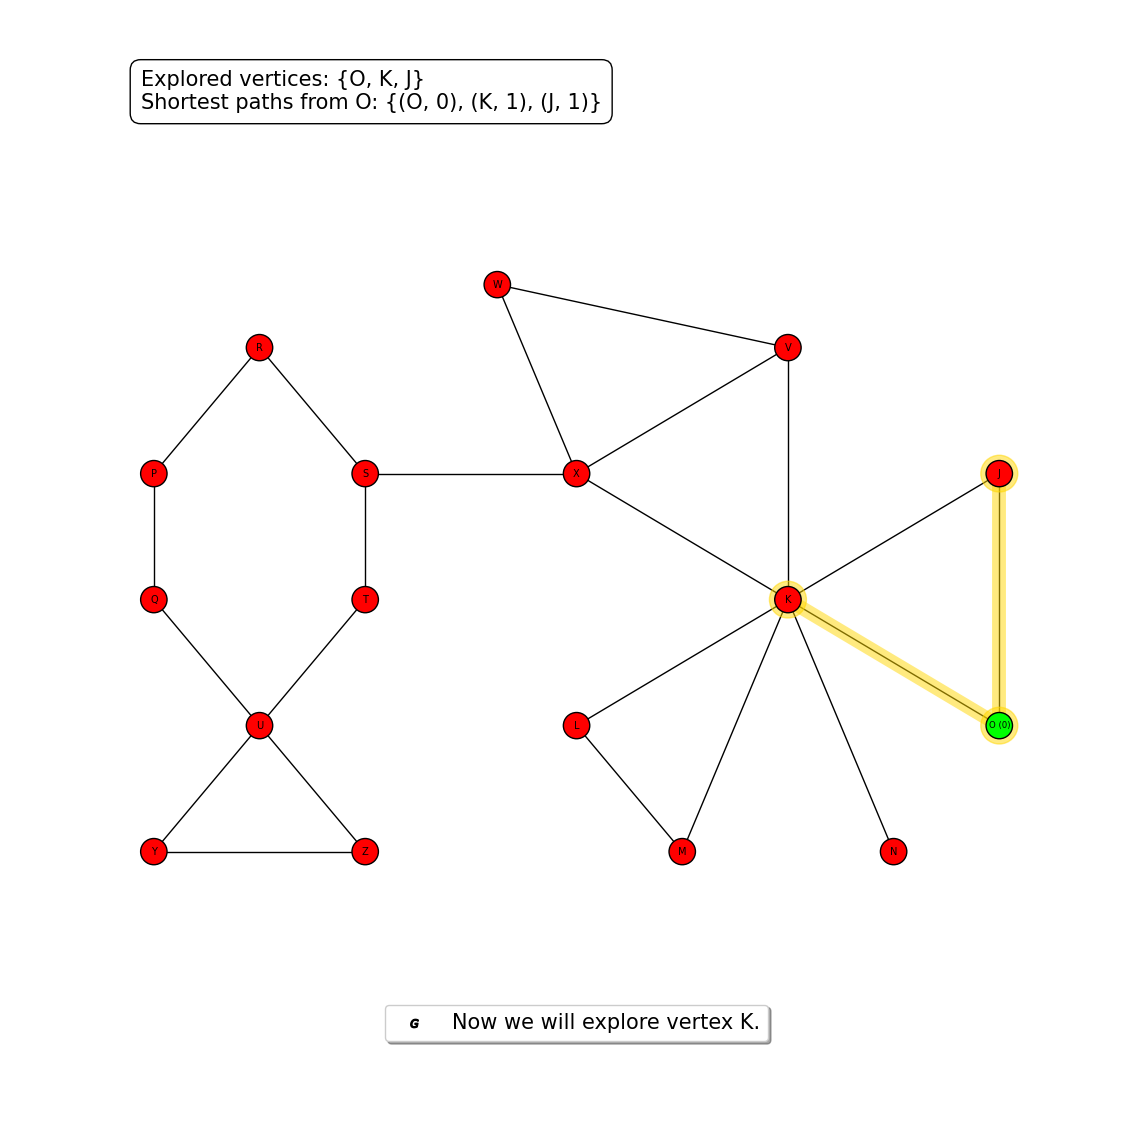 Explored vertices: {O, K, J}
Shortest paths from O: {(O, 0), (K, 1), (J, 1)}
W
R
V
P
S
X
J
Q
T
K
U
L
O (0)
Y
Z
M
N
G Now we will explore vertex K.